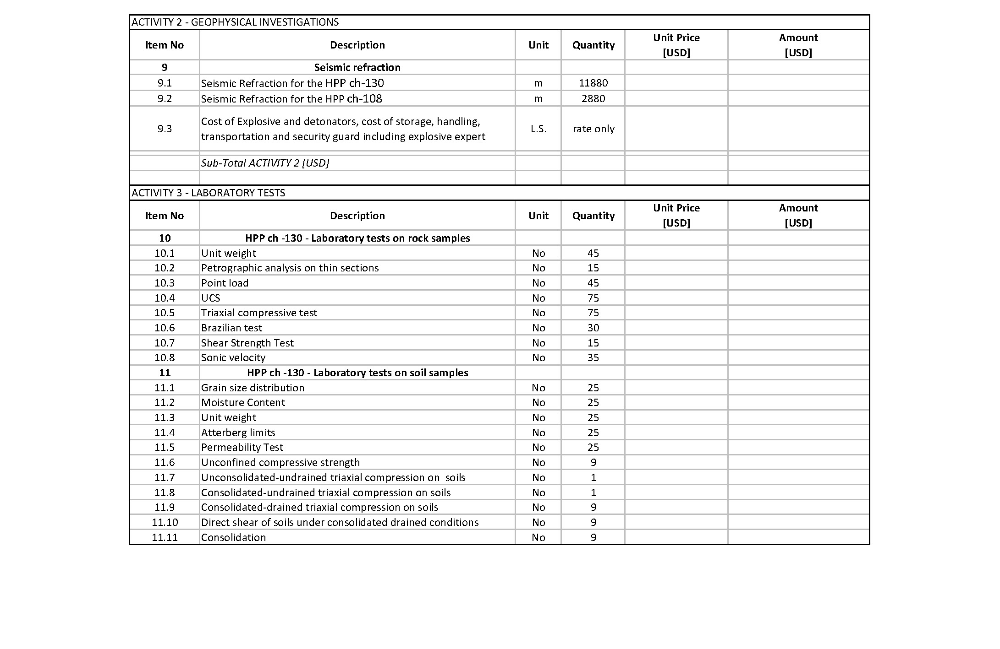 ACTIVITY 2 - GEOPHYSICAL INVESTIGATIONS
Item No Description Unit Quantity Unit Price [USD] Amount [USD]
9 Seismic refraction
9.1 Seismic Refraction for the HPP ch-130 m 11880
9.2 Seismic Refraction for the HPP ch-108 m 2880
9.3 Cost of Explosive and detonators, cost of storage, handling, transportation and security guard including explosive expert L.S. rate only
Sub-Total ACTIVITY 2 [USD]
ACTIVITY 3 - LABORATORY TESTS
Item No Description Unit Quantity Unit Price [USD] Amount [USD]
10 HPP ch -130 - Laboratory tests on rock samples
10.1 Unit weight No 45
10.2 Petrographic analysis on thin sections No 15
10.3 Point load No 45
10.4 UCS No 75
10.5 Triaxial compressive test No 75
10.6 Brazilian test No 30
10.7 Shear Strength Test No 15
10.8 Sonic velocity No 35
11 HPP ch -130 - Laboratory tests on soil samples
11.1 Grain size distribution No 25
11.2 Moisture Content No 25
11.3 Unit weight No 25
11.4 Atterberg limits No 25
11.5 Permeability Test No 25
11.6 Unconfined compressive strength No 9
11.7 Unconsolidated-undrained triaxial compression on  soils No 1
11.8 Consolidated-undrained triaxial compression on soils No 1
11.9 Consolidated-drained triaxial compression on soils No 9
11.10 Direct shear of soils under consolidated drained conditions No 9
11.11 Consolidation No 9